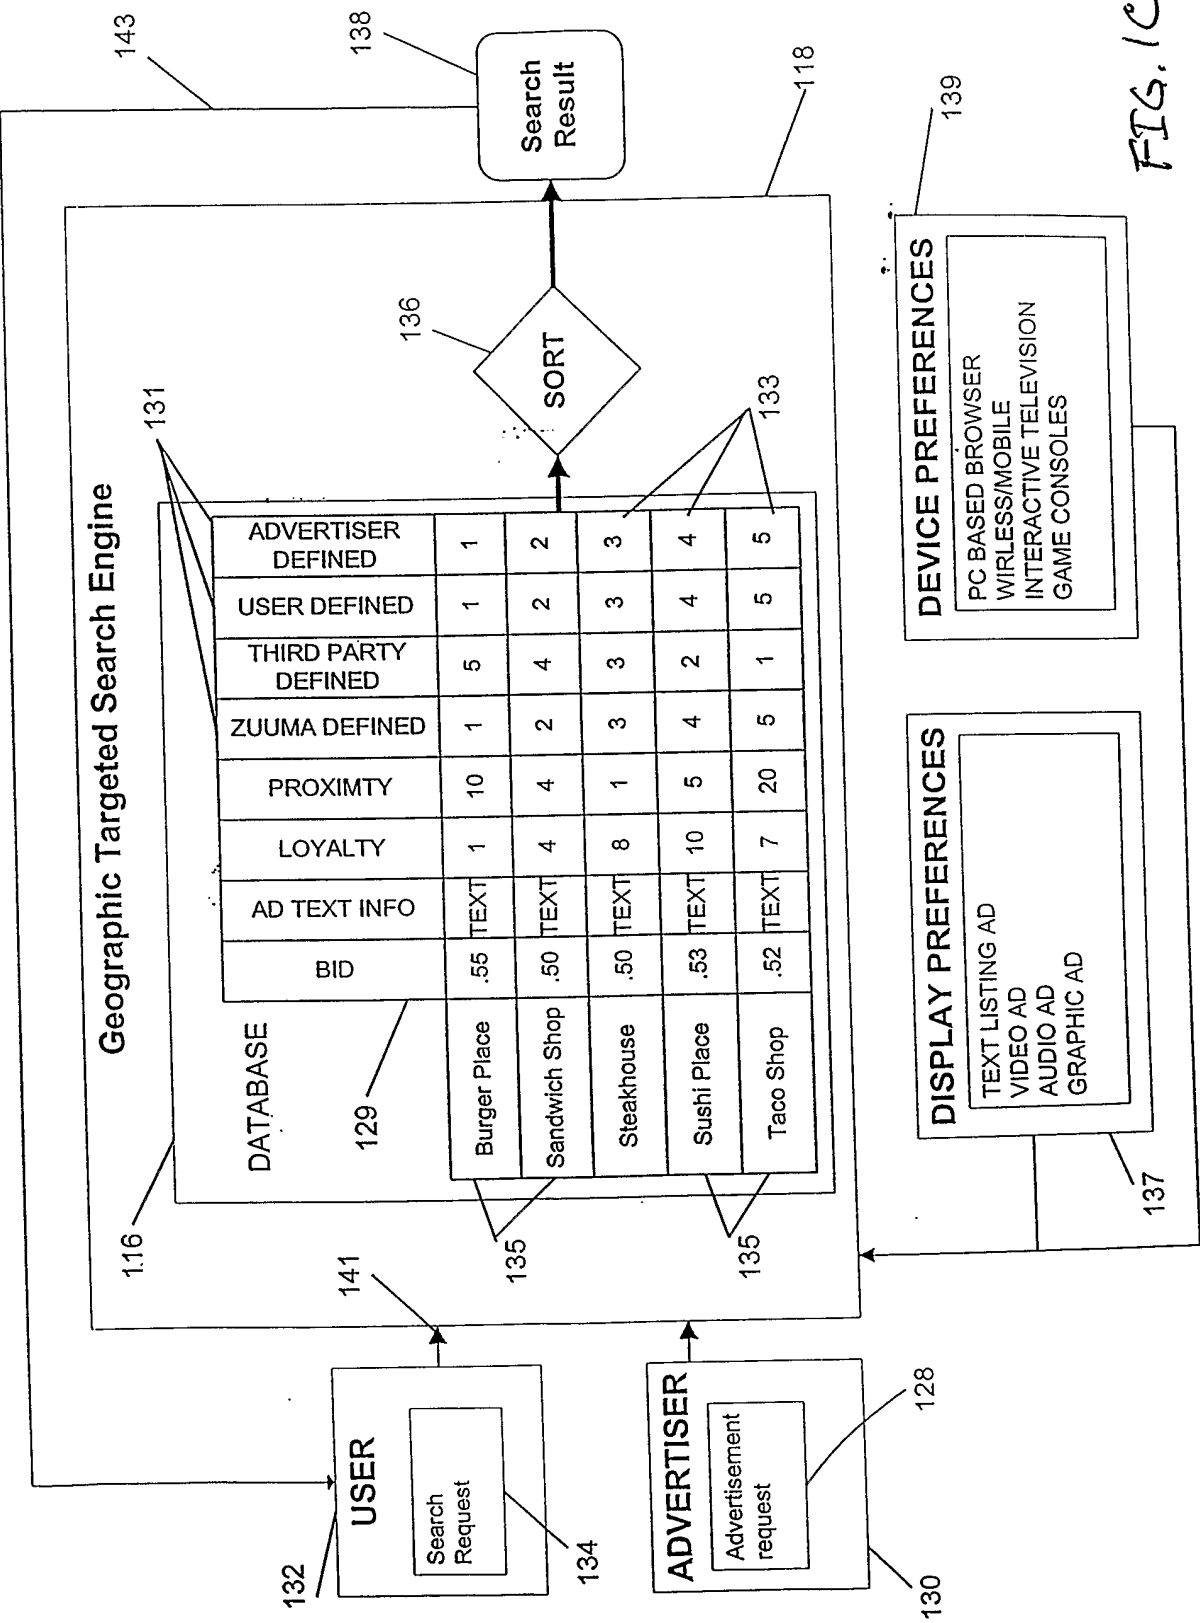 143
138
Search
Result
118
Geographic Targeted Search Engine
116
DATABASE
129
131
BID
AD TEXT INFO
LOYALTY
PROXIMTY
ZUUMA DEFINED
THIRD PARTY
DEFINED
USER DEFINED
ADVERTISER
DEFINED
Burger Place .55 TEXT 1 10 1 5 1 1
Sandwich Shop .50 TEXT 4 4 2 4 2 2
Steakhouse .50 TEXT 8 1 3 3 3 3
Sushi Place .53 TEXT 10 5 4 2 4 4
Taco Shop .52 TEXT 7 20 5 1 5 5
135
135
133
136
SORT
141
132
USER
Search
Request
134
ADVERTISER
Advertisement
request
128
130
DISPLAY PREFERENCES
TEXT LISTING AD
VIDEO AD
AUDIO AD
GRAPHIC AD
137
DEVICE PREFERENCES
PC BASED BROWSER
WIRLESS/MOBILE
INTERACTIVE TELEVISION
GAME CONSOLES
139
FIG. 1C